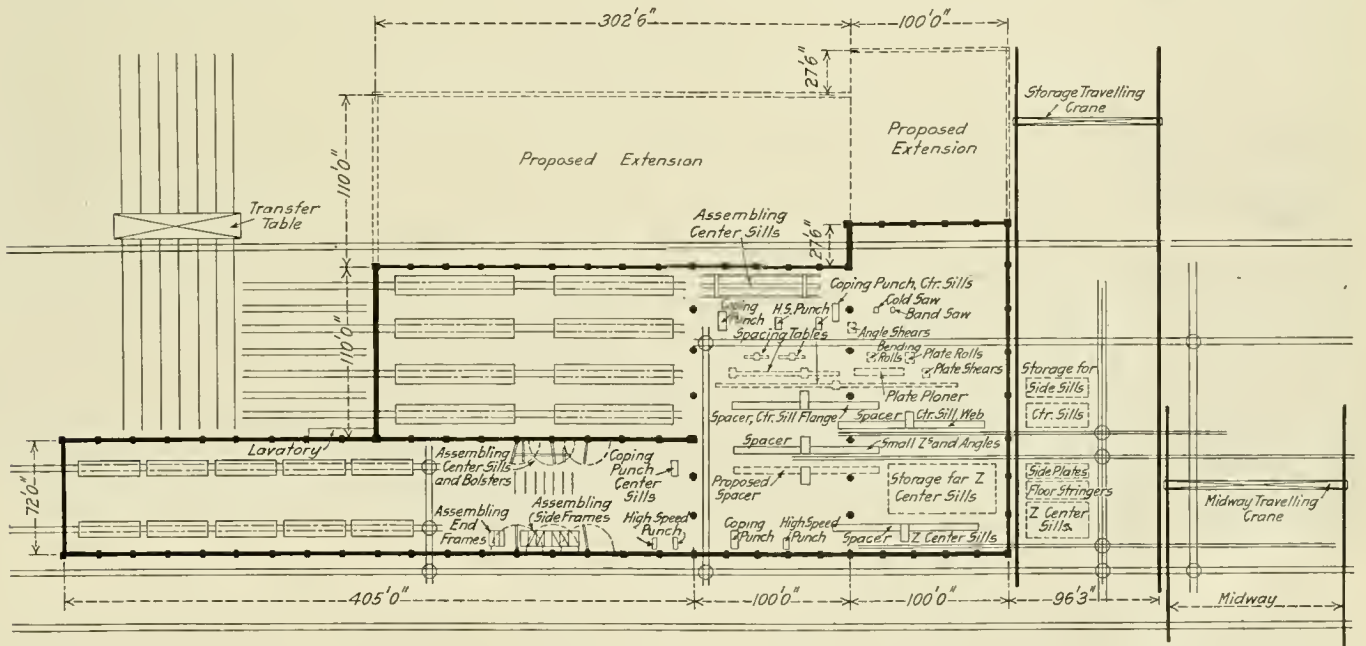 302'6"
100'0"
27'6"
Storage Travelling
Crane
Proposed Extension
Proposed
Extension
110'0"
Transfer
Table
Assembling
Center Sills
27'6"
Coping Punch, Ctr. Sills
Coping
Punch
H.S. Punch
Cold Saw
Band Saw
Spacing Tables
Angle Shears
110'0"
Bending
Rolls
Plate Rolls
Plate Shears
Storage for
Side Sills
Plate Planer
Ctr. Sills
Spacer, Ctr. Sill Flange
Spacer
Ctr. Sill Web
Lavatory
Assembling
Center Sills
and Bolsters
Coping
Punch
Center
Sills
Spacer
Small Zs and Angles
72'0"
Proposed
Spacer
Storage for Z
Center Sills
Side Plates
Floor Stringers
Z Center
Sills
Midway Travelling
Crane
Assembling
End
Frames
Assembling
Side Frames
High Speed
Punch
Coping
Punch
High Speed
Punch
Spacer
Z Center Sills
405'0"
100'0"
100'0"
96'3"
Midway